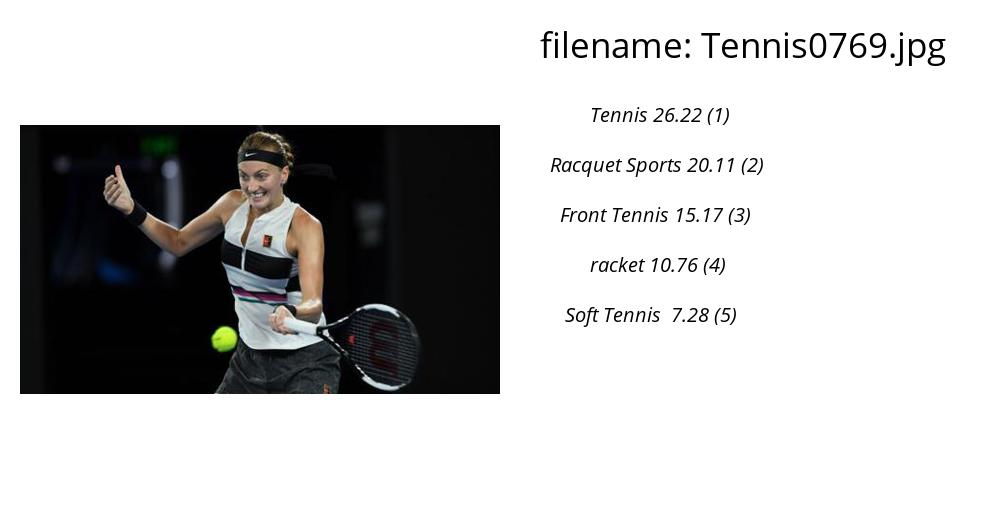 filename: Tennis0769.jpg
Tennis 26.22 (1)
Racquet Sports 20.11 (2)
Front Tennis 15.17 (3)
racket 10.76 (4)
Soft Tennis  7.28 (5)
W